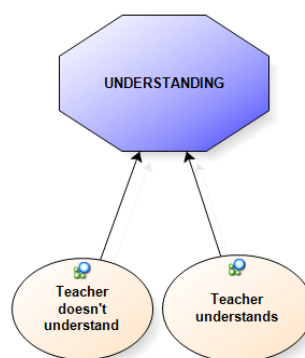 UNDERSTANDING
Teacher
doesn't
understand
Teacher
understands